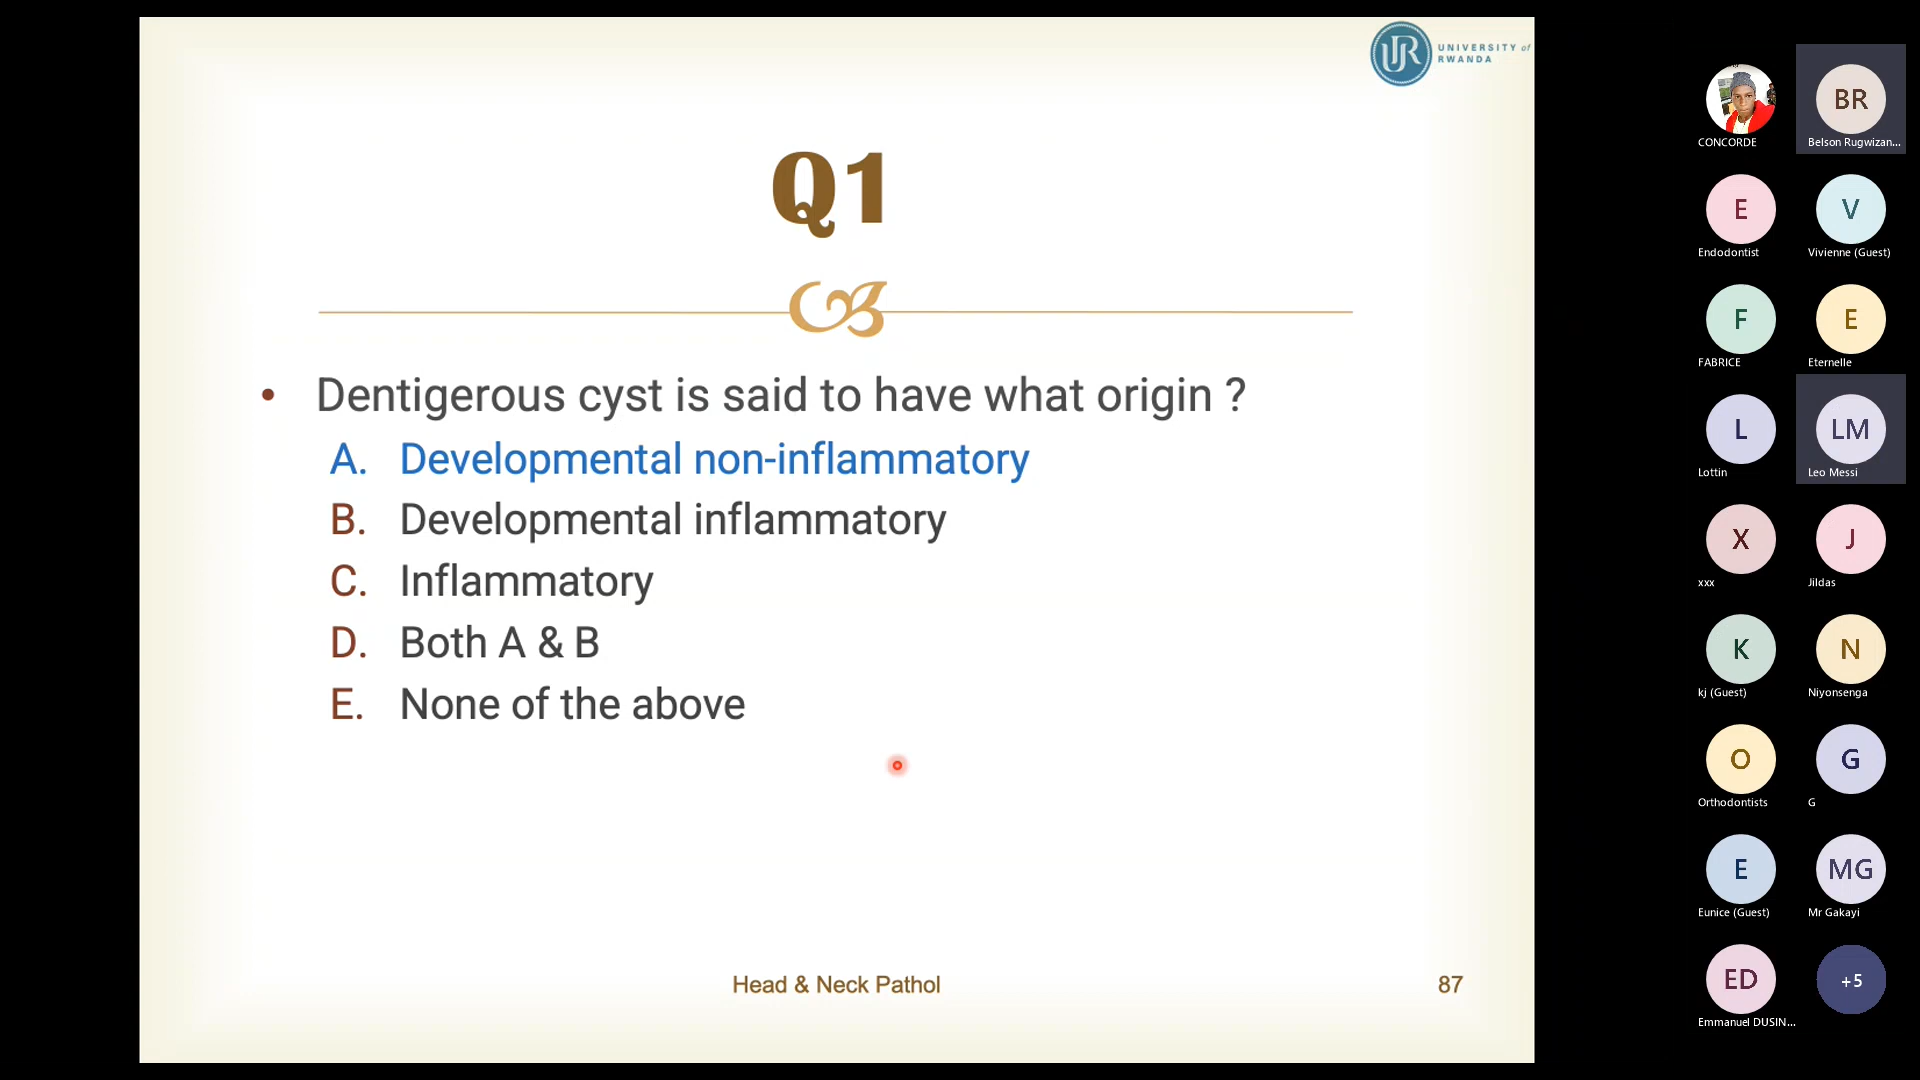 UNIVERSITY of
RWANDA
Q1
• Dentigerous cyst is said to have what origin ?
A. Developmental non-inflammatory
B. Developmental inflammatory
C. Inflammatory
D. Both A & B
E. None of the above
Head & Neck Pathol
87
CONCORDE
BR
Belson Rugwizan...
E
Endodontist
V
Vivienne (Guest)
F
FABRICE
E
Eternelle
L
Lottin
LM
Leo Messi
X
xxx
J
Jildas
K
kj (Guest)
N
Niyonsenga
O
Orthodontists
G
G
E
Eunice (Guest)
MG
Mr Gakayi
ED
Emmanuel DUSIN...
+5